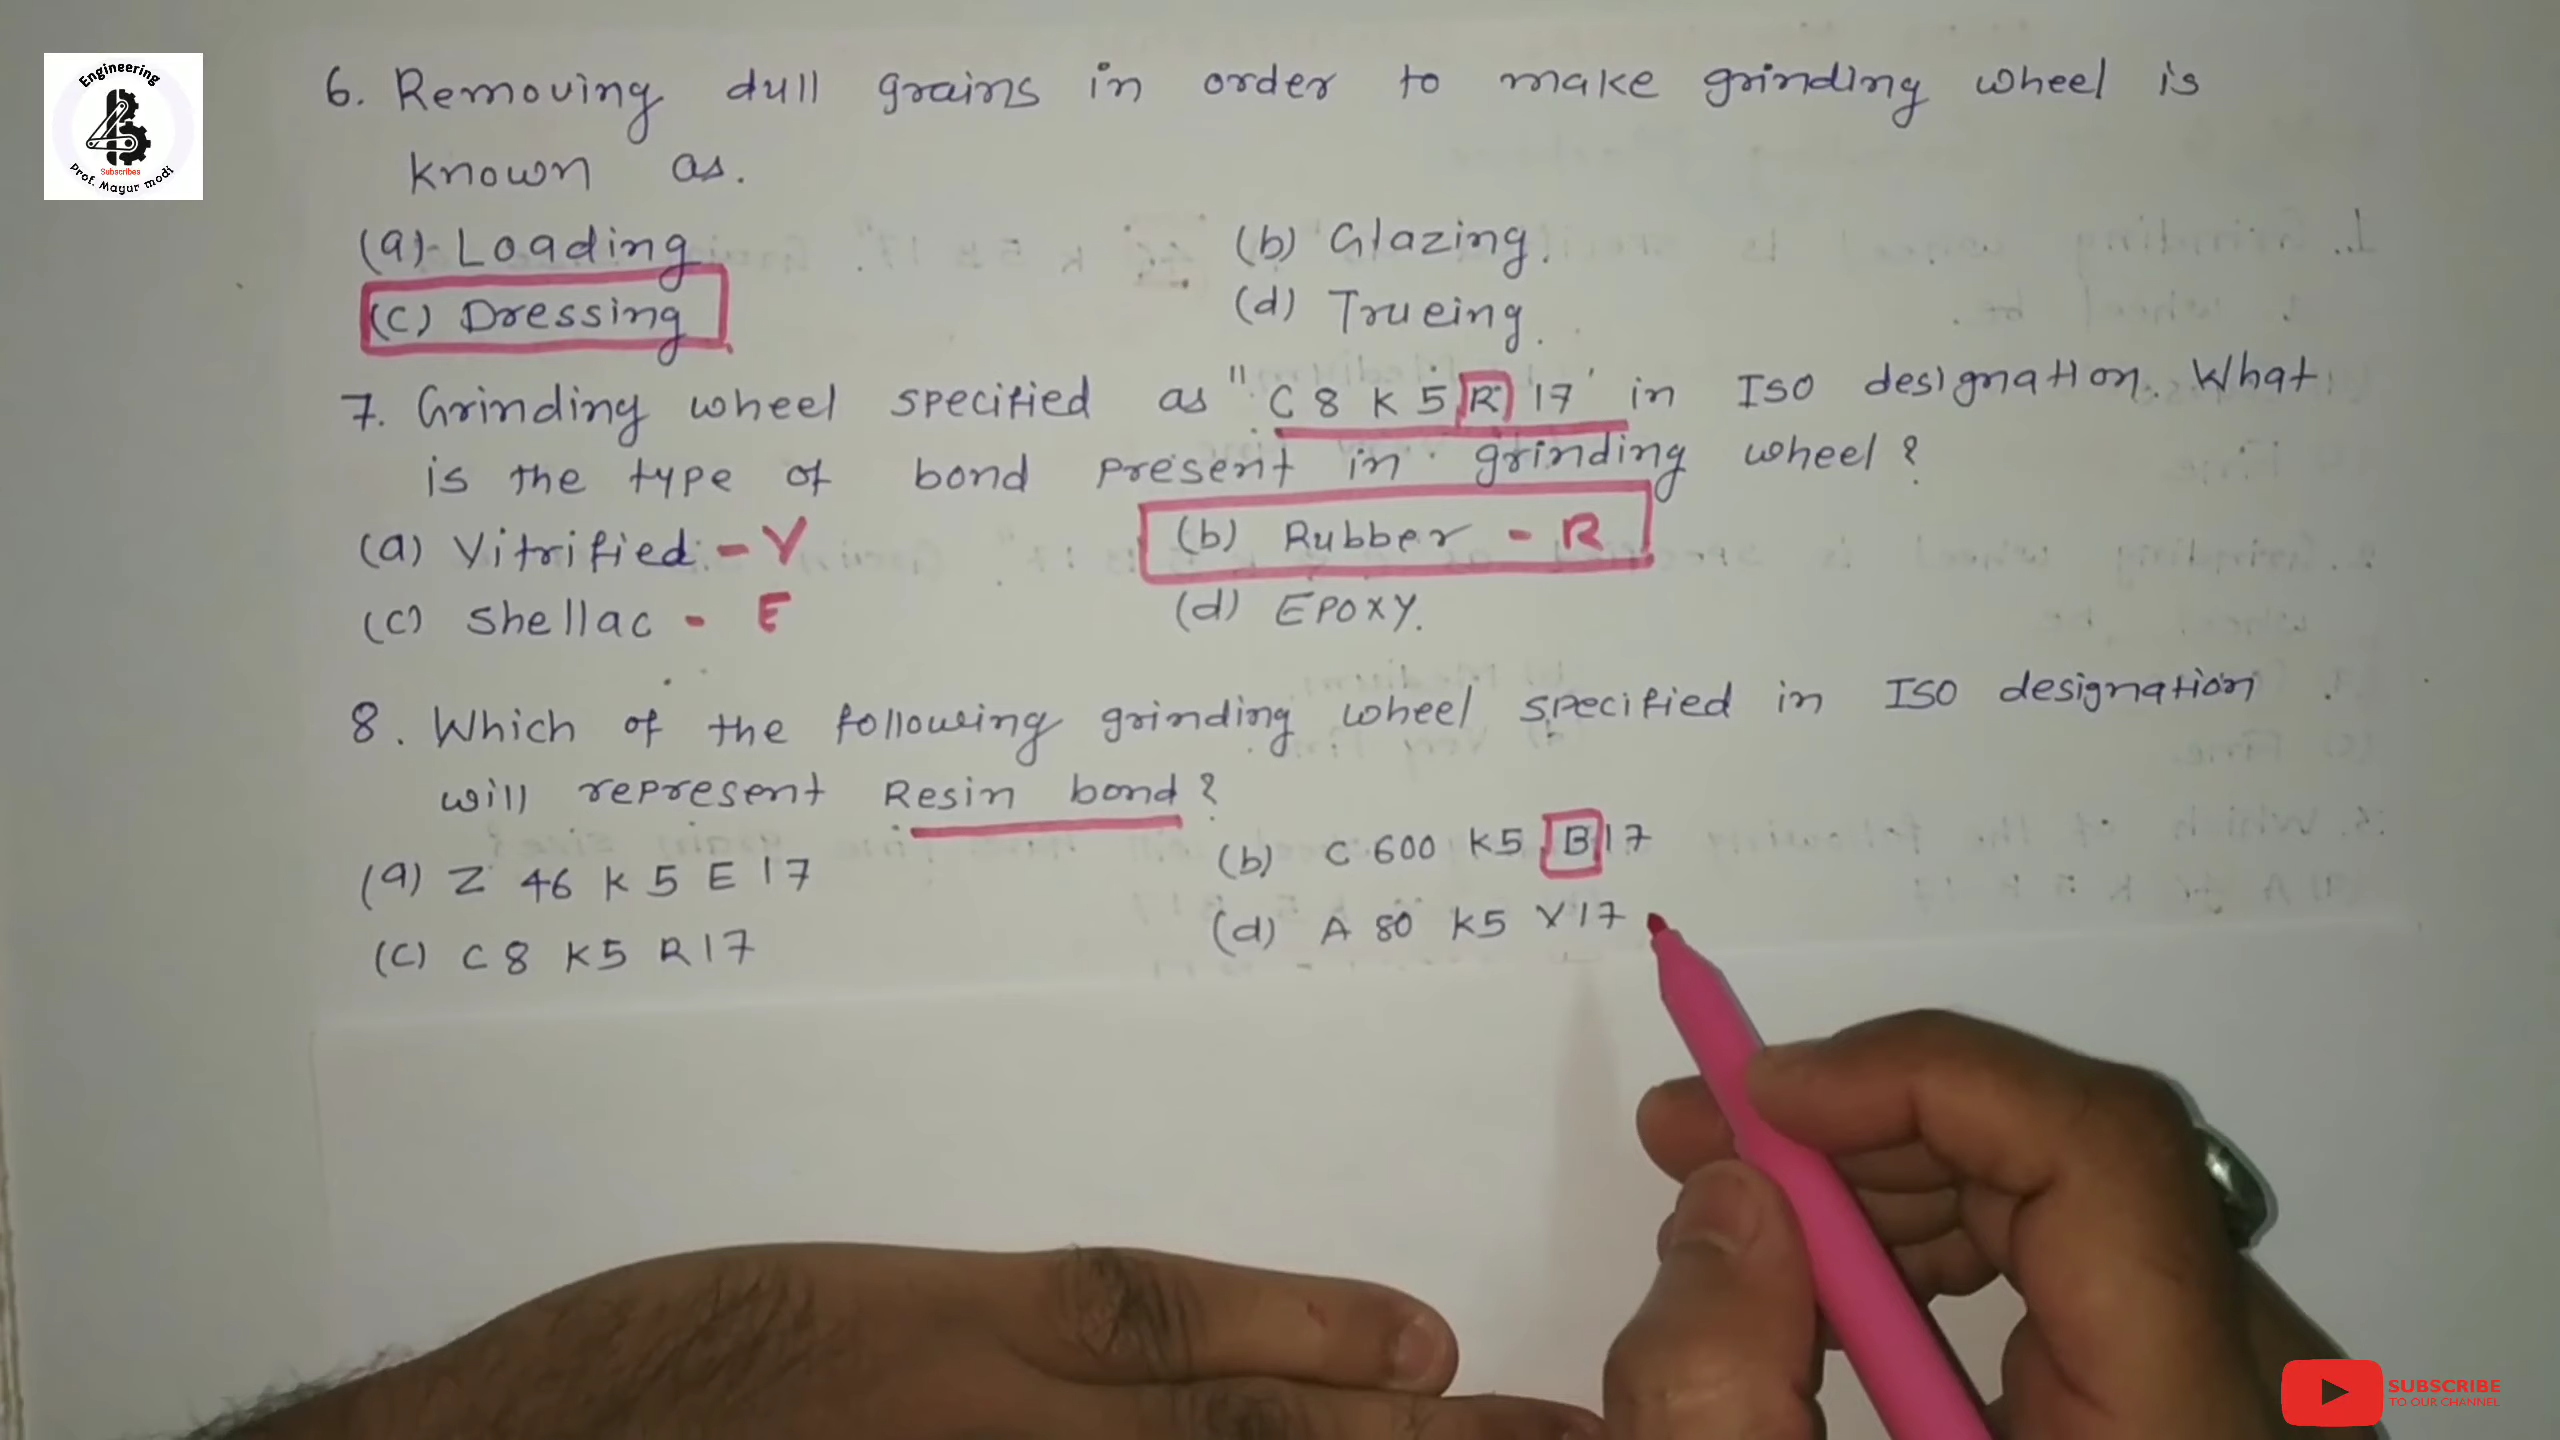 Engineering
Subscribes
Prof. Mayur modi
6. Removing dull grains in order to make grinding wheel is
known as.
(a) Loading
(b) Glazing.
(c) Dressing
(d) Trueing.
7. Grinding wheel specified as "C 8 K 5 R 17' in ISO designation. What
is the type of bond present in grinding wheel?
(a) Vitrified - V
(b) Rubber - R
(c) Shellac - E
(d) EPOXY.
8. Which of the following grinding wheel specified in ISO designation
will represent Resin bond?
(a) Z 46 K 5 E 17
(b) C 600 K5 B 17
(c) C 8 K5 R17
(d) A 80 K5 V17
SUBSCRIBE
TO OUR CHANNEL